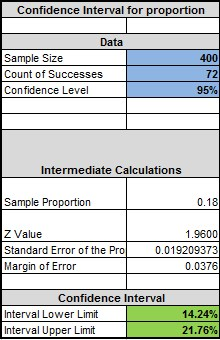 Confidence Interval for proportion
Data
Sample Size 400
Count of Successes 72
Confidence Level 95%
Intermediate Calculations
Sample Proportion 0.18
Z Value 1.9600
Standard Error of the Pro 0.019209373
Margin of Error 0.0376
Confidence Interval
Interval Lower Limit 14.24%
Interval Upper Limit 21.76%